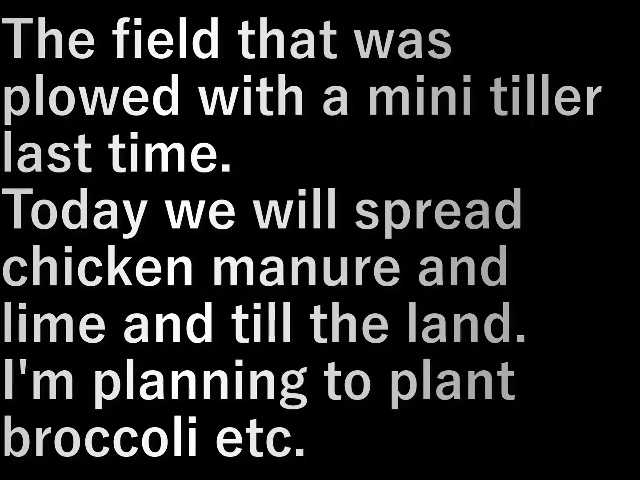 The field that was
plowed with a mini tiller
last time.
Today we will spread
chicken manure and
lime and till the land.
I'm planning to plant
broccoli etc.